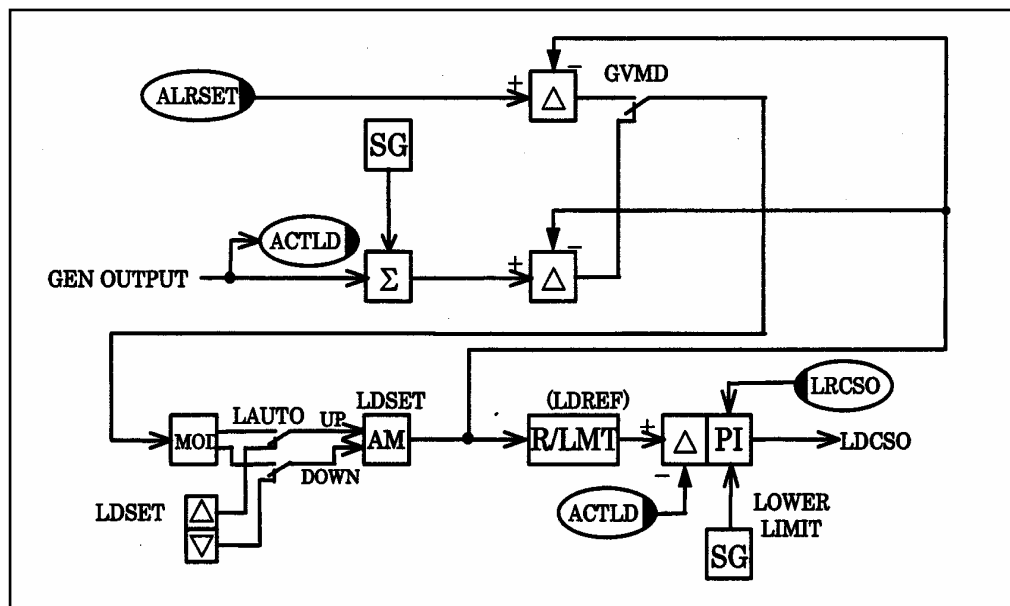 GVMD
ALRSET
+
−
△
SG
ACTLD
GEN OUTPUT
Σ
+
−
△
LRCSO
LDSET
(LDREF)
LAUTO
UP
MOD
AM
R/LMT
+
△
PI
LDCSO
DOWN
−
LDSET
△
▽
ACTLD
LOWER
LIMIT
SG